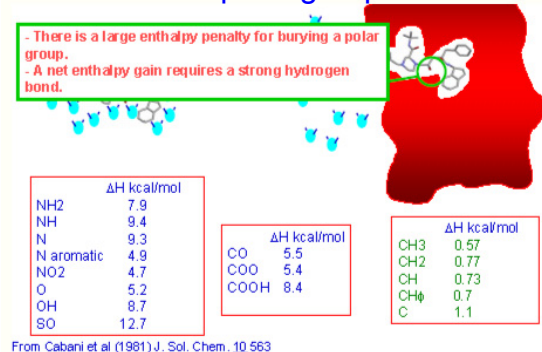 - There is a large enthalpy penalty for burying a polar
group.
- A net enthalpy gain requires a strong hydrogen
bond.
ΔH kcal/mol
NH2 7.9
NH 9.4
N 9.3
N aromatic 4.9
NO2 4.7
O 5.2
OH 8.7
SO 12.7
ΔH kcal/mol
CO 5.5
COO 5.4
COOH 8.4
ΔH kcal/mol
CH3 0.57
CH2 0.77
CH 0.73
CHϕ 0.7
C 1.1
From Cabani et al (1981) J. Sol. Chem. 10 563